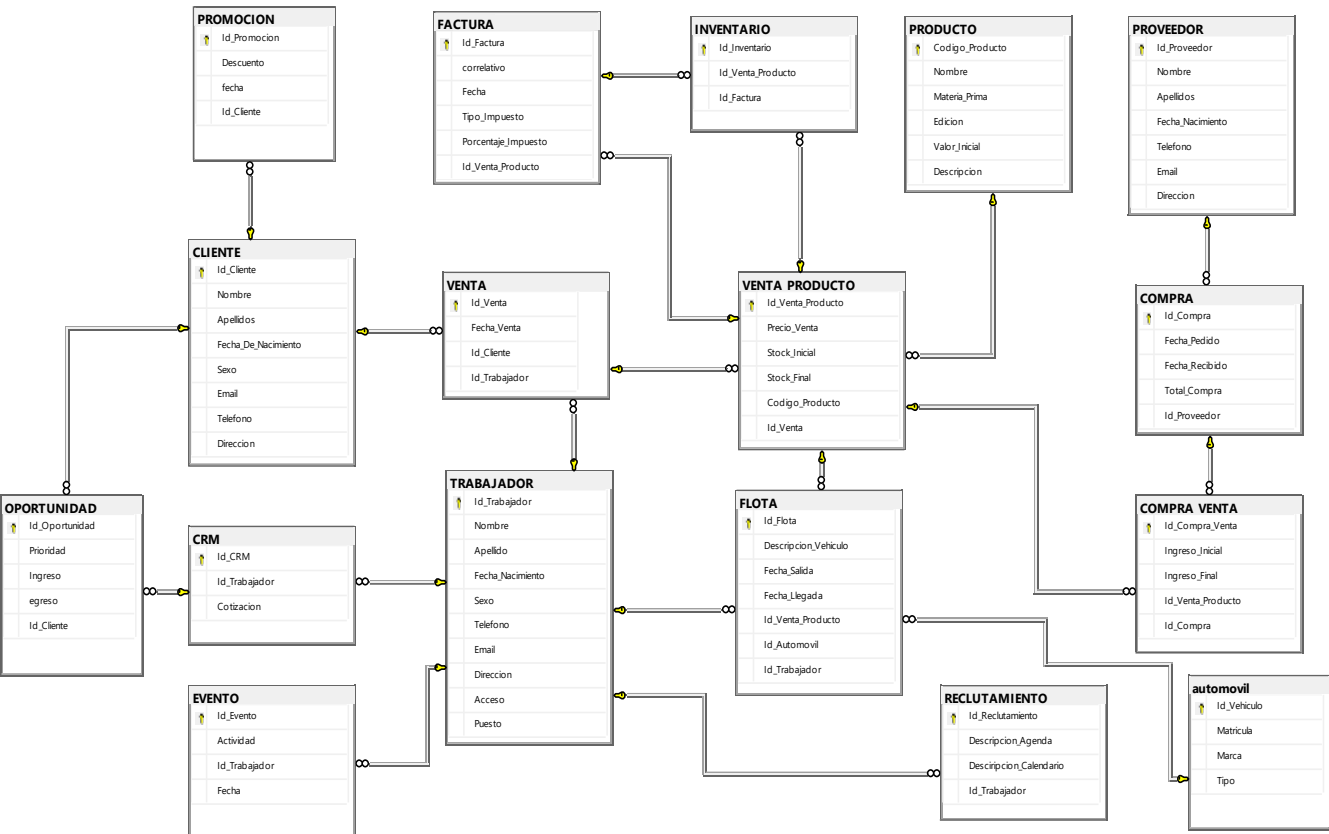 PROMOCION
Id_Promocion
Descuento
fecha
Id_Cliente
FACTURA
Id_Factura
correlativo
Fecha
Tipo_Impuesto
Porcentaje_Impuesto
Id_Venta_Producto
INVENTARIO
Id_Inventario
Id_Venta_Producto
Id_Factura
PRODUCTO
Codigo_Producto
Nombre
Materia_Prima
Edicion
Valor_Inicial
Descripcion
PROVEEDOR
Id_Proveedor
Nombre
Apellidos
Fecha_Nacimiento
Telefono
Email
Direccion
CLIENTE
Id_Cliente
Nombre
Apellidos
Fecha_De_Nacimiento
Sexo
Email
Telefono
Direccion
VENTA
Id_Venta
Fecha_Venta
Id_Cliente
Id_Trabajador
VENTA PRODUCTO
Id_Venta_Producto
Precio_Venta
Stock_Inicial
Stock_Final
Codigo_Producto
Id_Venta
COMPRA
Id_Compra
Fecha_Pedido
Fecha_Recibido
Total_Compra
Id_Proveedor
OPORTUNIDAD
Id_Oportunidad
Prioridad
Ingreso
egreso
Id_Cliente
CRM
Id_CRM
Id_Trabajador
Cotizacion
TRABAJADOR
Id_Trabajador
Nombre
Apellido
Fecha_Nacimiento
Sexo
Telefono
Email
Direccion
Acceso
Puesto
FLOTA
Id_Flota
Descripcion_Vehiculo
Fecha_Salida
Fecha_Llegada
Id_Venta_Producto
Id_Automovil
Id_Trabajador
COMPRA VENTA
Id_Compra_Venta
Ingreso_Inicial
Ingreso_Final
Id_Venta_Producto
Id_Compra
EVENTO
Id_Evento
Actividad
Id_Trabajador
Fecha
RECLUTAMIENTO
Id_Reclutamiento
Descripcion_Agenda
Desciripcion_Calendario
Id_Trabajador
automovil
Id_Vehiculo
Matricula
Marca
Tipo